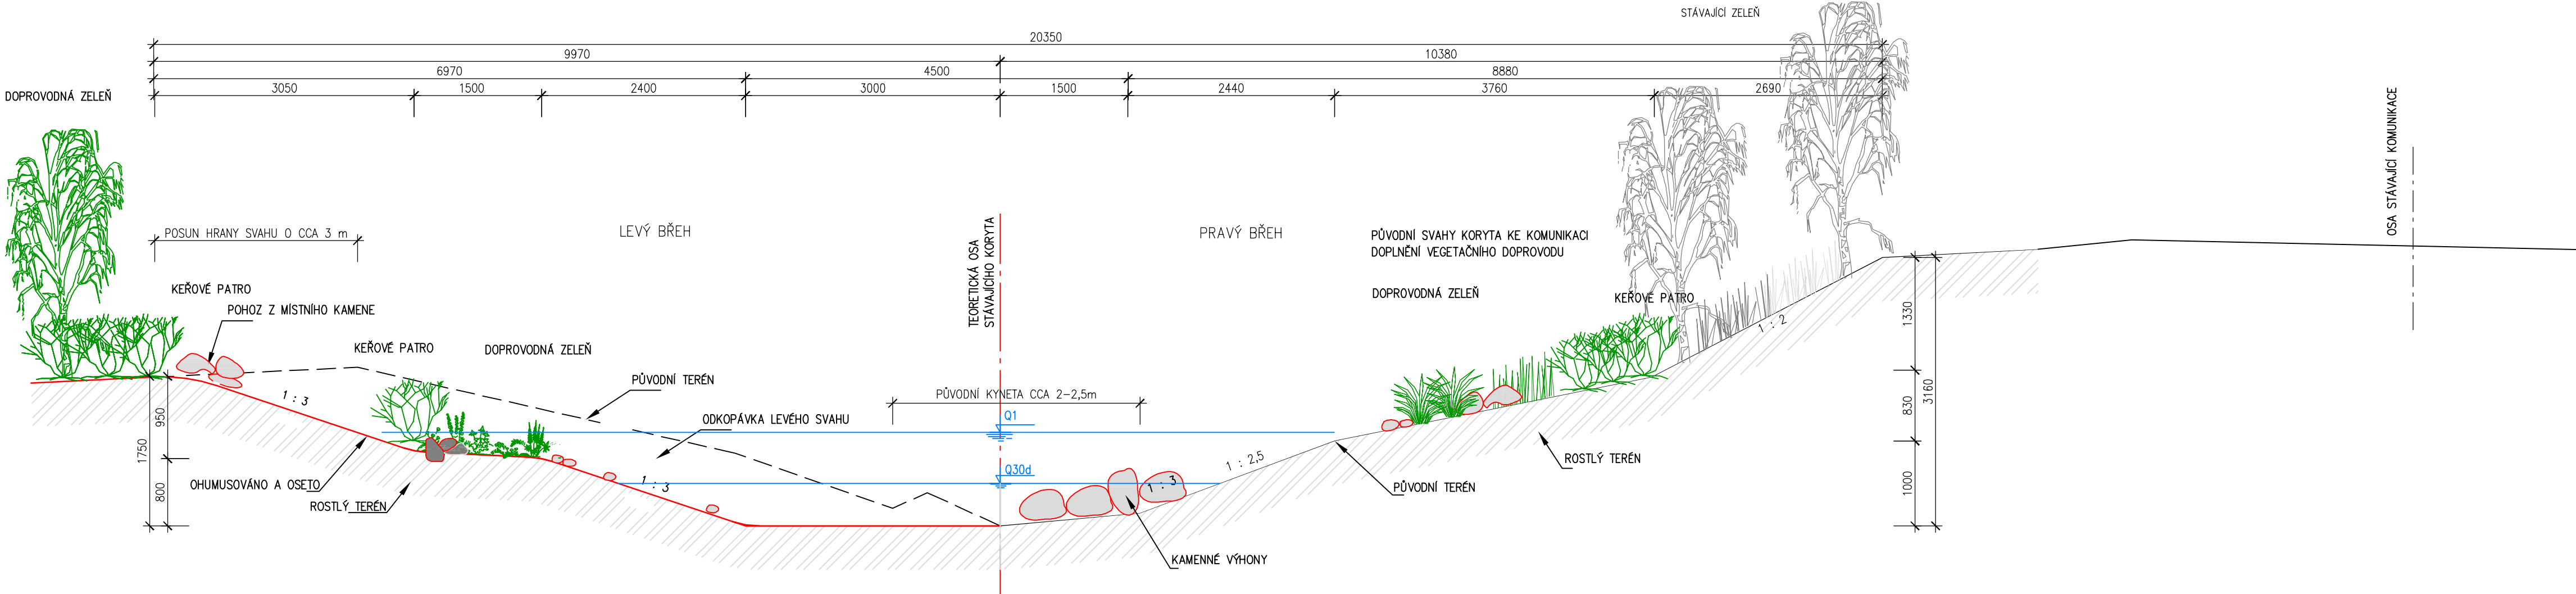 STÁVAJÍCÍ ZELEŇ
20350
9970
10380
6970
4500
8880
3050
1500
2400
3000
1500
2440
3760
2690
DOPROVODNÁ ZELEŇ
OSA STÁVAJÍCÍ KOMUNIKACE
POSUN HRANY SVAHU O CCA 3 m
LEVÝ BŘEH
TEORETICKÁ OSA
STÁVAJÍCÍHO KORYTA
PRAVÝ BŘEH
PŮVODNÍ SVAHY KORYTA KE KOMUNIKACI
DOPLNĚNÍ VEGETAČNÍHO DOPROVODU
KEŘOVÉ PATRO
POHOZ Z MÍSTNÍHO KAMENE
DOPROVODNÁ ZELEŇ
KEŘOVÉ PATRO
1 : 2
1330
KEŘOVÉ PATRO
DOPROVODNÁ ZELEŇ
PŮVODNÍ TERÉN
1 : 3
PŮVODNÍ KYNETA CCA 2-2,5m
830
3160
950
1750
ODKOPÁVKA LEVÉHO SVAHU
Q1
1 : 2,5
ROSTLÝ TERÉN
Q30d
OHUMUSOVÁNO A OSETO
1 : 3
1 : 3
PŮVODNÍ TERÉN
800
1000
ROSTLÝ TERÉN
KAMENNÉ VÝHONY